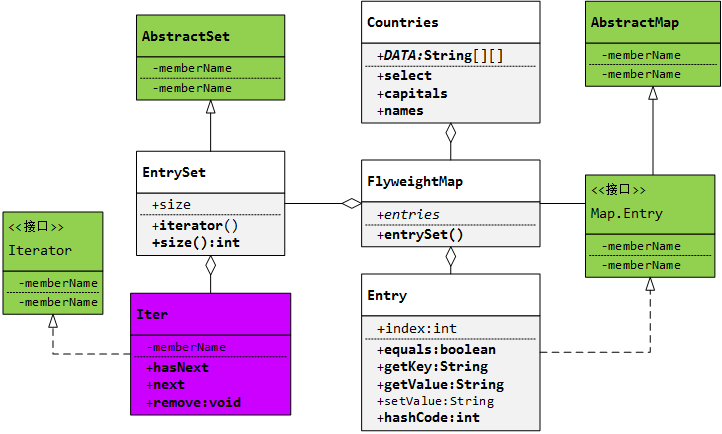 AbstractSet
-memberName
-memberName
Countries
+DATA:String[][]
+select
+capitals
+names
AbstractMap
-memberName
-memberName
EntrySet
+size
+iterator()
+size():int
FlyweightMap
+entries
+entrySet()
<<接口>>
Map.Entry
-memberName
-memberName
<<接口>>
Iterator
-memberName
-memberName
Iter
-memberName
+hasNext
+next
+remove:void
Entry
+index:int
+equals:boolean
+getKey:String
+getValue:String
+setValue:String
+hashCode:int